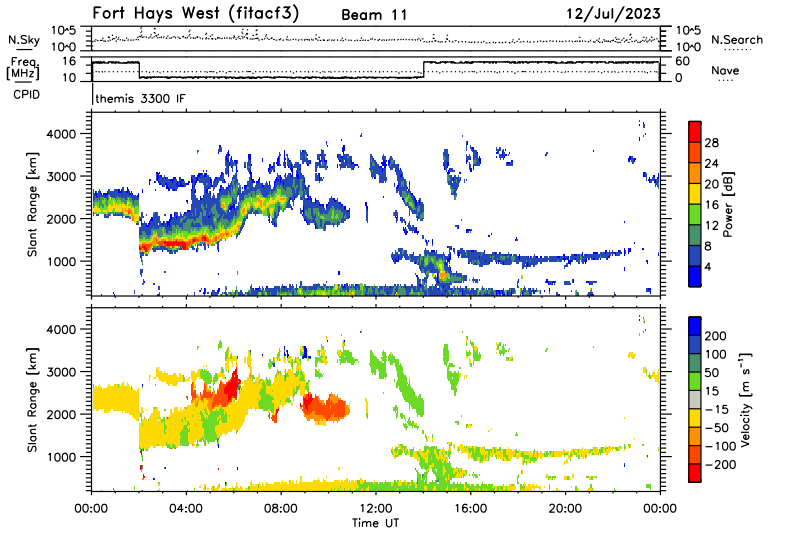 Fort Hays West (fitacf3) Beam 11 12/Jul/2023
N.Sky 10^5 10^0 10^5 10^0 N.Search
Freq. [MHz] 16 10 60 0 Nave
CPID themis 3300 IF
Slant Range [km] 4000 3000 2000 1000
Power [dB] 28 24 20 16 12 8 4
Slant Range [km] 4000 3000 2000 1000
Velocity [m s⁻¹] 200 100 50 15 −15 −50 −100 −200
00:00 04:00 08:00 12:00 16:00 20:00 00:00
Time UT